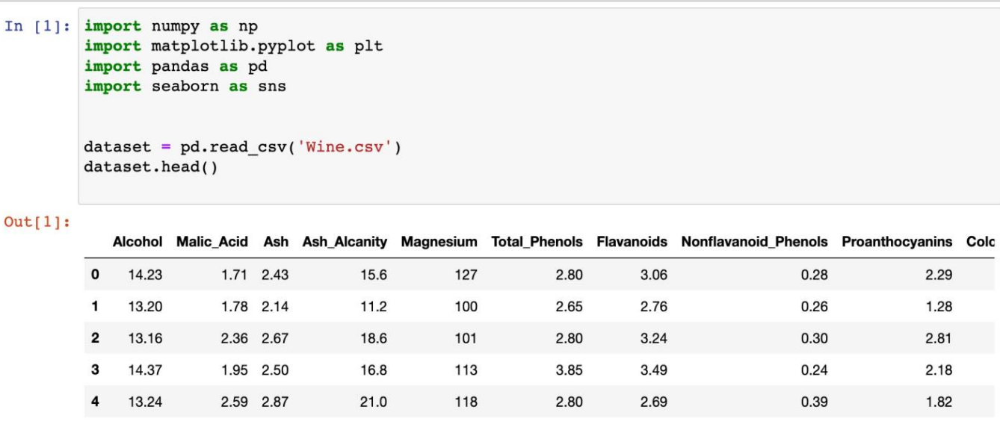 In [1]: import numpy as np
import matplotlib.pyplot as plt
import pandas as pd
import seaborn as sns
dataset = pd.read_csv('Wine.csv')
dataset.head()
Out[1]:
Alcohol Malic_Acid Ash Ash_Alcanity Magnesium Total_Phenols Flavanoids Nonflavanoid_Phenols Proanthocyanins Colo
0 14.23 1.71 2.43 15.6 127 2.80 3.06 0.28 2.29
1 13.20 1.78 2.14 11.2 100 2.65 2.76 0.26 1.28
2 13.16 2.36 2.67 18.6 101 2.80 3.24 0.30 2.81
3 14.37 1.95 2.50 16.8 113 3.85 3.49 0.24 2.18
4 13.24 2.59 2.87 21.0 118 2.80 2.69 0.39 1.82